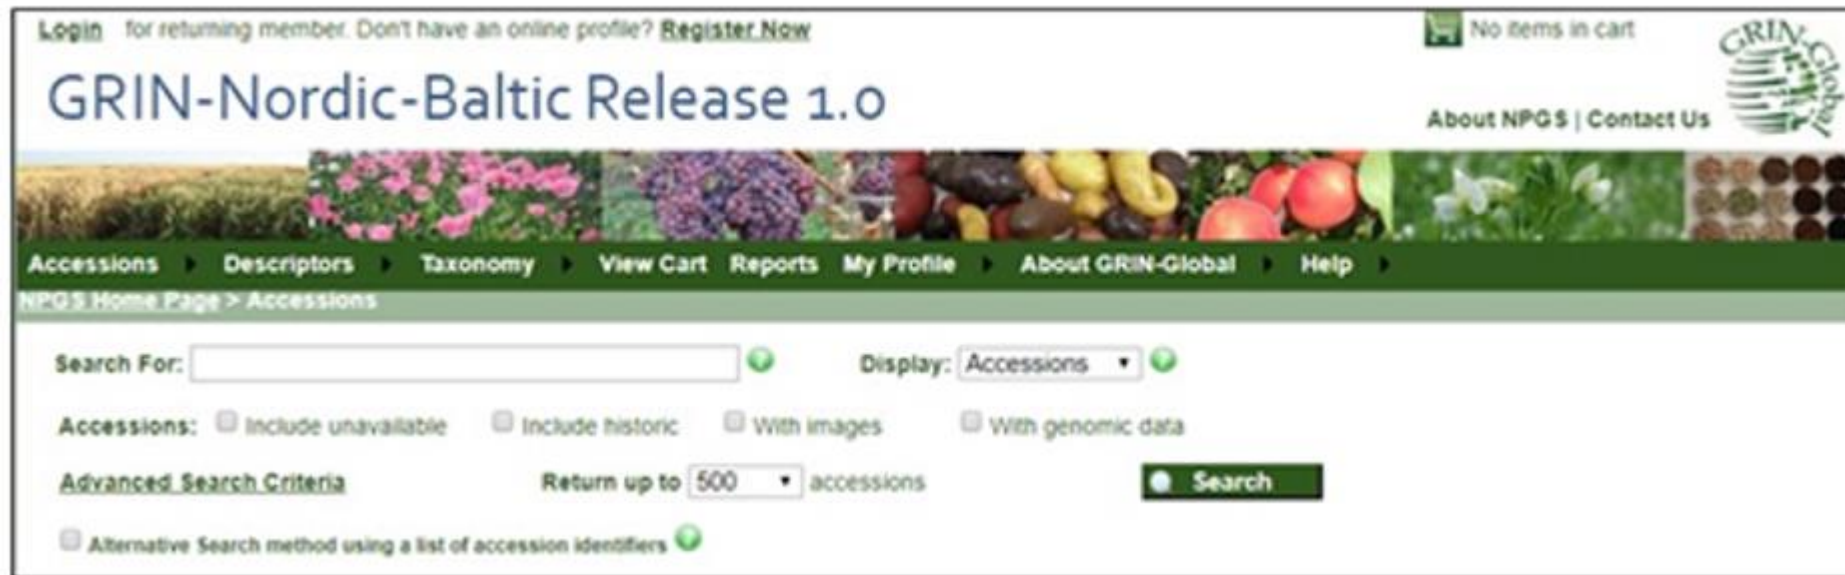 Login for returning member. Don't have an online profile? Register Now
No items in cart
GRIN-Global
GRIN-Nordic-Baltic Release 1.0
About NPGS | Contact Us
Accessions Descriptors Taxonomy View Cart Reports My Profile About GRIN-Global Help
NPGS Home Page > Accessions
Search For: Display: Accessions
Accessions: Include unavailable Include historic With images With genomic data
Advanced Search Criteria Return up to 500 accessions Search
Alternative Search method using a list of accession identifiers